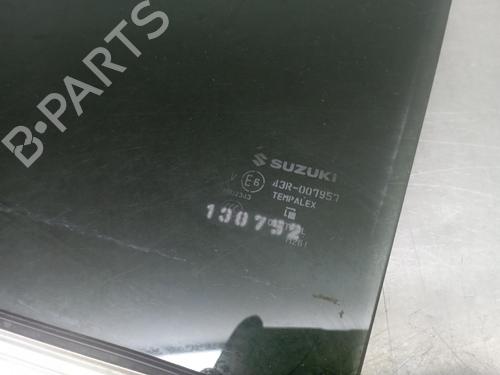 B-PARTS
SUZUKI
V E6 43R-007957
TEMPALEX
130792